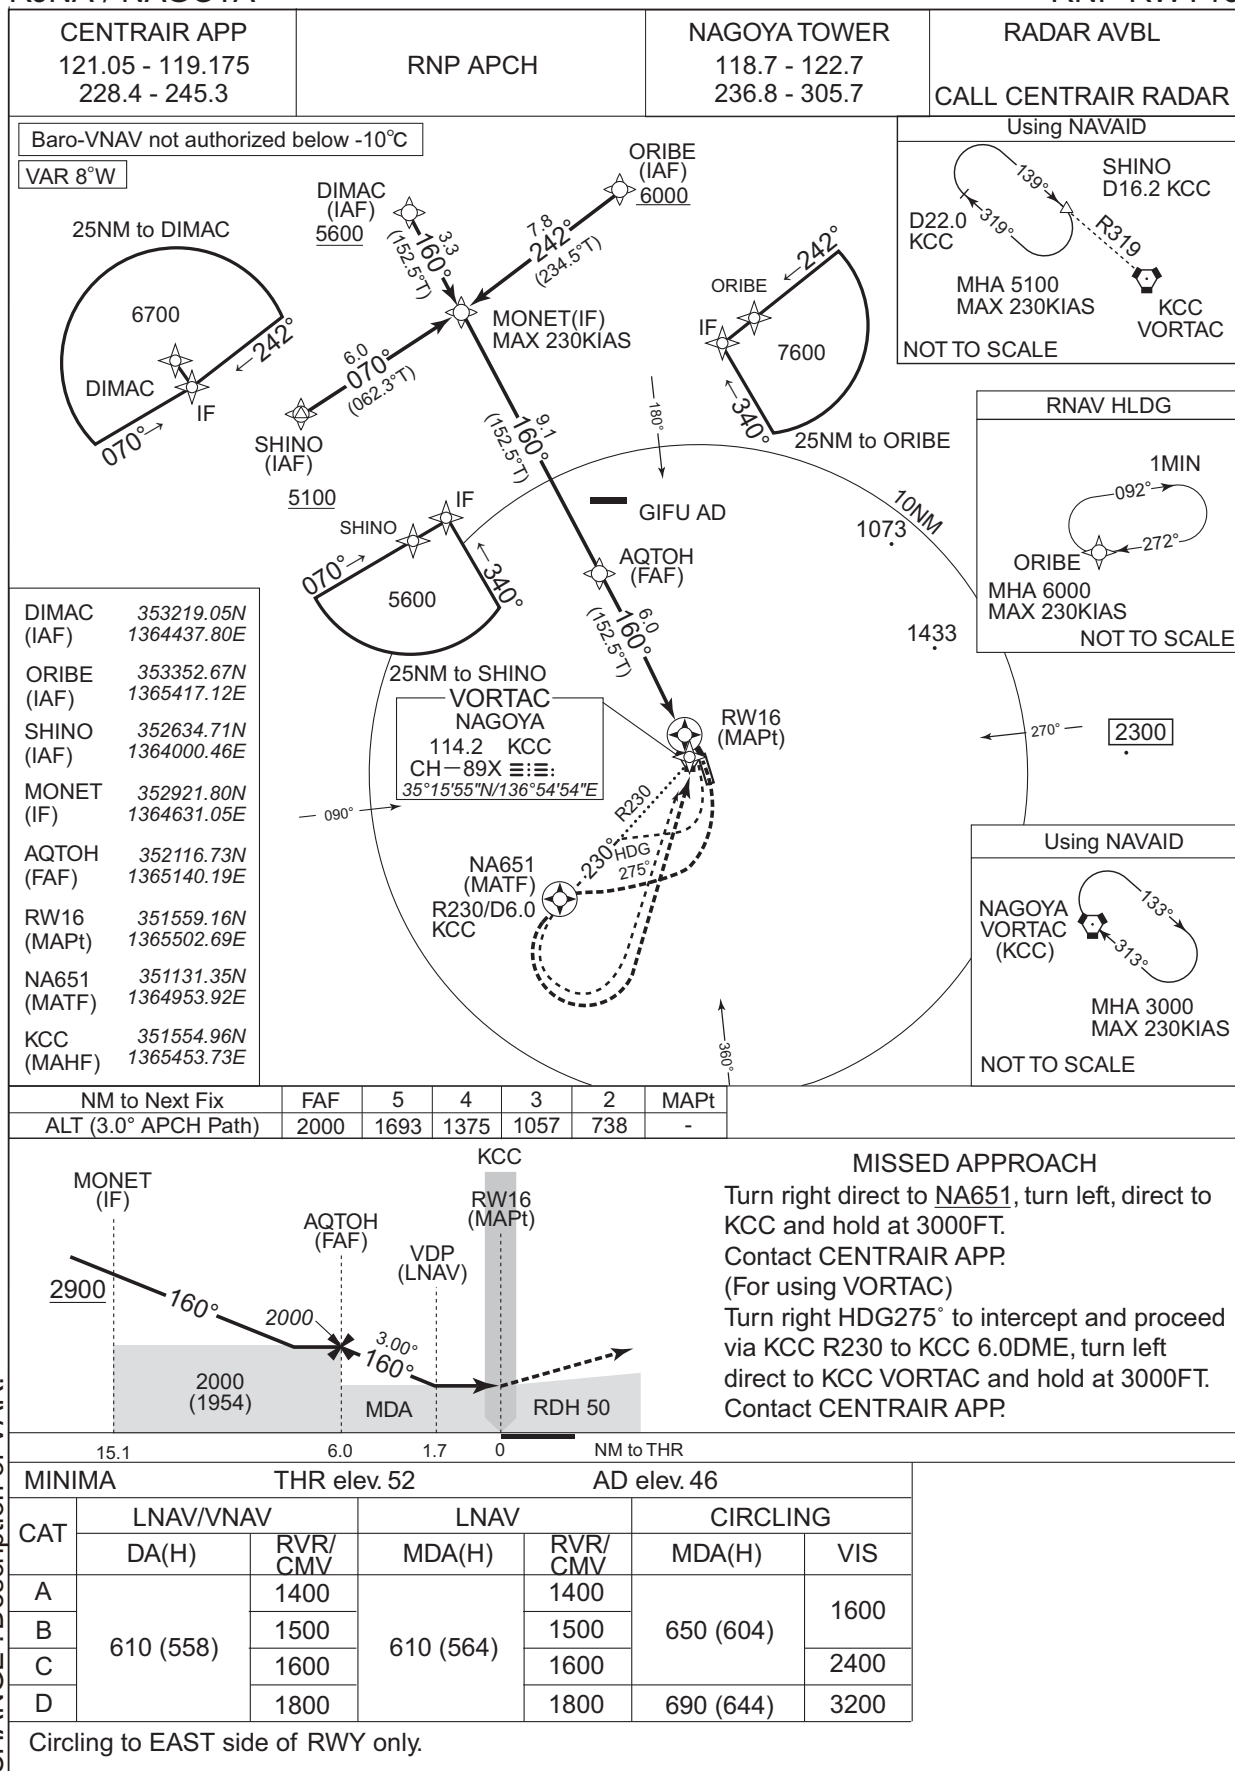 CENTRAIR APP
121.05 - 119.175
228.4 - 245.3
RNP APCH
NAGOYA TOWER
118.7 - 122.7
236.8 - 305.7
RADAR AVBL
CALL CENTRAIR RADAR
Baro-VNAV not authorized below -10°C
VAR 8°W
25NM to DIMAC
6700
DIMAC
IF
← 242°
070°→
DIMAC
(IAF)
5600
3.3
160°
(152.5°T)
ORIBE
(IAF)
6000
7.8
242°
(234.5°T)
MONET(IF)
MAX 230KIAS
6.0
070°
(062.3°T)
SHINO
(IAF)
5100
9.1
160°
(152.5°T)
ORIBE
IF
←242°
7600
←340°
25NM to ORIBE
Using NAVAID
139°
319°
SHINO
D16.2 KCC
D22.0
KCC
R319
MHA 5100
MAX 230KIAS
KCC
VORTAC
NOT TO SCALE
180°
GIFU AD
10NM
1073
AQTOH
(FAF)
SHINO
IF
070°→
←340°
5600
25NM to SHINO
RNAV HLDG
1MIN
092°
272°
ORIBE
MHA 6000
MAX 230KIAS
NOT TO SCALE
1433
6.0
160°
(152.5°T)
DIMAC 353219.05N
(IAF) 1364437.80E
ORIBE 353352.67N
(IAF) 1365417.12E
SHINO 352634.71N
(IAF) 1364000.46E
MONET 352921.80N
(IF) 1364631.05E
AQTOH 352116.73N
(FAF) 1365140.19E
RW16 351559.16N
(MAPt) 1365502.69E
NA651 351131.35N
(MATF) 1364953.92E
KCC 351554.96N
(MAHF) 1365453.73E
VORTAC
NAGOYA
114.2 KCC
CH－89X
35°15'55"N/136°54'54"E
RW16
(MAPt)
270°
2300
090°
R230
230°
HDG
275°
NA651
(MATF)
R230/D6.0
KCC
360°
Using NAVAID
NAGOYA
VORTAC
(KCC)
133°
313°
MHA 3000
MAX 230KIAS
NOT TO SCALE
NM to Next Fix FAF 5 4 3 2 MAPt
ALT (3.0° APCH Path) 2000 1693 1375 1057 738 -
MONET
(IF)
2900
160°
AQTOH
(FAF)
2000
VDP
(LNAV)
3.00°
160°
KCC
RW16
(MAPt)
2000
(1954)
MDA
RDH 50
15.1 6.0 1.7 0 NM to THR
MISSED APPROACH
Turn right direct to NA651, turn left, direct to
KCC and hold at 3000FT.
Contact CENTRAIR APP.
(For using VORTAC)
Turn right HDG275° to intercept and proceed
via KCC R230 to KCC 6.0DME, turn left
direct to KCC VORTAC and hold at 3000FT.
Contact CENTRAIR APP.
MINIMA THR elev. 52 AD elev. 46
CAT LNAV/VNAV LNAV CIRCLING
DA(H) RVR/CMV MDA(H) RVR/CMV MDA(H) VIS
A 610 (558) 1400 610 (564) 1400 650 (604) 1600
B 1500 1500
C 1600 1600 2400
D 1800 1800 690 (644) 3200
Circling to EAST side of RWY only.